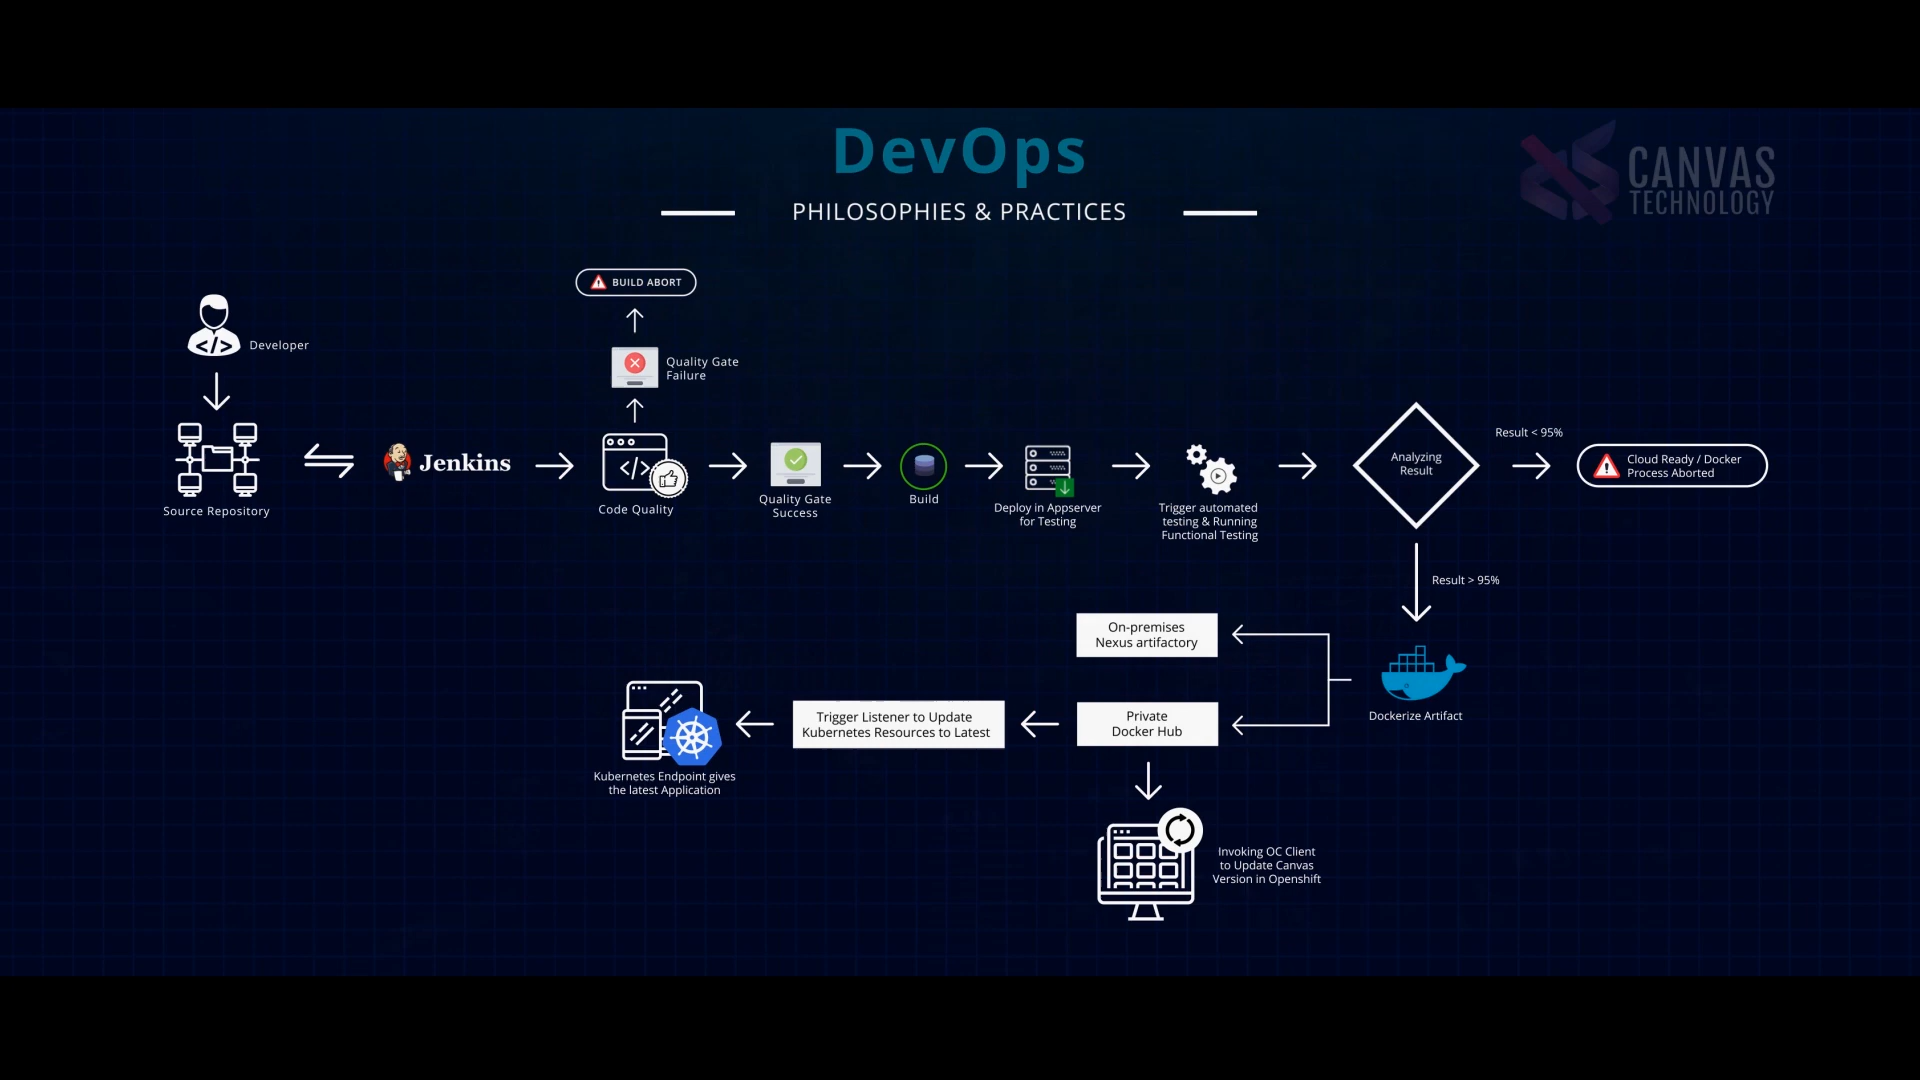 DevOps
PHILOSOPHIES & PRACTICES
CANVAS
TECHNOLOGY
BUILD ABORT
Developer
Quality Gate
Failure
Source Repository
Jenkins
</>
Code Quality
Quality Gate
Success
Build
Deploy in Appserver
for Testing
Trigger automated
testing & Running
Functional Testing
Analyzing
Result
Result < 95%
Cloud Ready / Docker
Process Aborted
Result > 95%
Dockerize Artifact
On-premises
Nexus artifactory
Private
Docker Hub
Trigger Listener to Update
Kubernetes Resources to Latest
Kubernetes Endpoint gives
the latest Application
Invoking OC Client
to Update Canvas
Version in Openshift